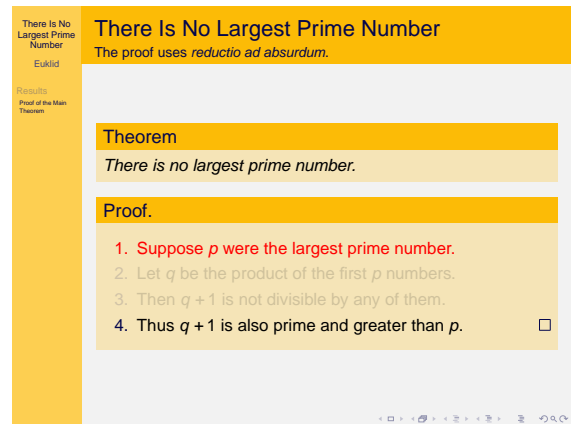 There Is No
Largest Prime
Number
Euklid
Results
Proof of the Main
Theorem
There Is No Largest Prime Number
The proof uses reductio ad absurdum.
Theorem
There is no largest prime number.
Proof.
1. Suppose p were the largest prime number.
2. Let q be the product of the first p numbers.
3. Then q + 1 is not divisible by any of them.
4. Thus q + 1 is also prime and greater than p. □